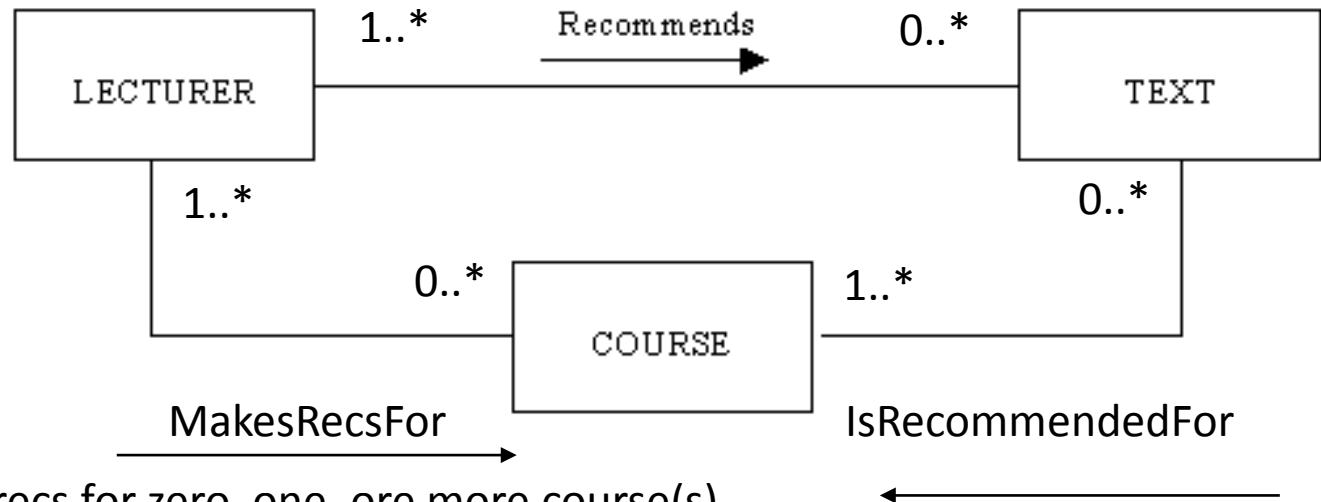 1..* Recommends 0..*
LECTURER TEXT
1..* 0..*
0..* 1..*
COURSE
MakesRecsFor IsRecommendedFor
recs for zero, one, ore more course(s)